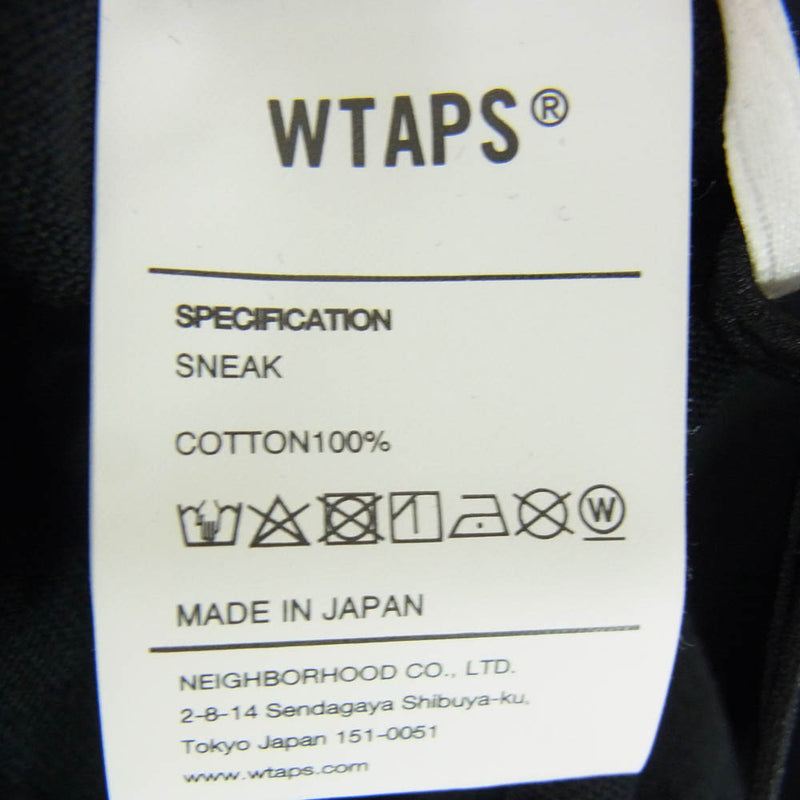 WTAPS®
SPECIFICATION
SNEAK
COTTON100%
W
MADE IN JAPAN
NEIGHBORHOOD CO., LTD.
2-8-14 Sendagaya Shibuya-ku,
Tokyo Japan 151-0051
www.wtaps.com